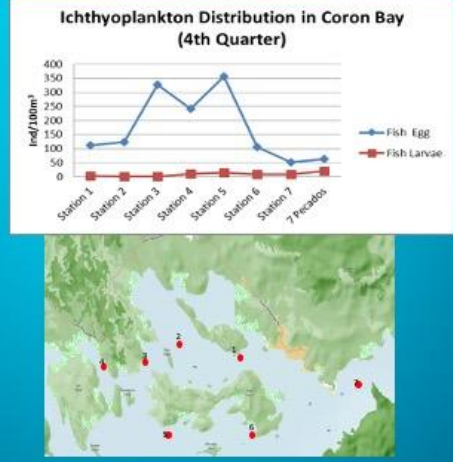 Ichthyoplankton Distribution in Coron Bay
(4th Quarter)
Ind/100m³
400
350
300
250
200
150
100
50
0
Station 1
Station 2
Station 3
Station 4
Station 5
Station 6
Station 7
7 Pecados
Fish Egg
Fish Larvae
2
1
3
4
7
5
6